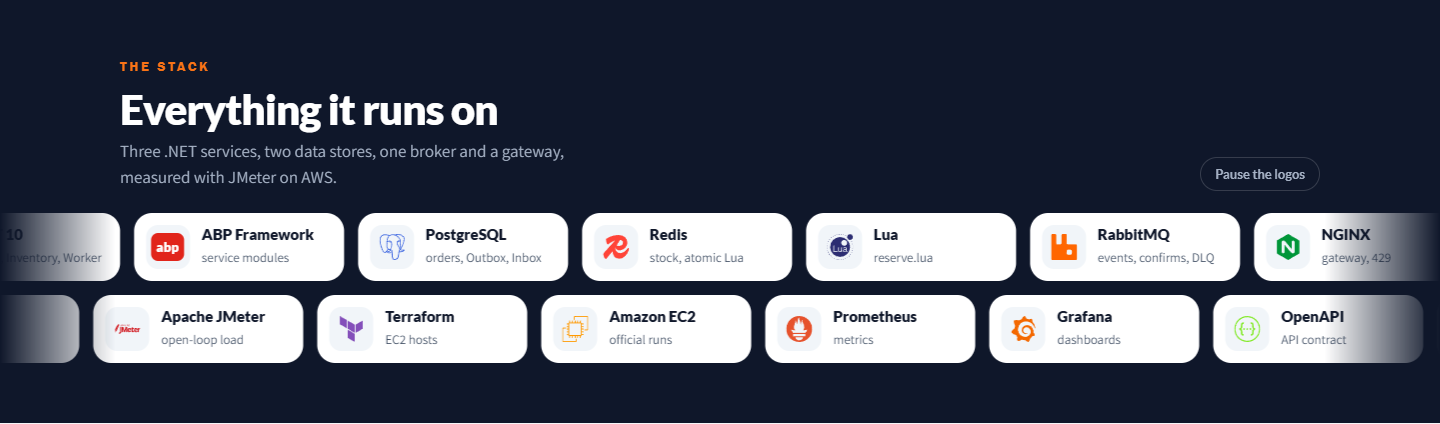 THE STACK
Everything it runs on
Three .NET services, two data stores, one broker and a gateway,
measured with JMeter on AWS.
Pause the logos
10
Inventory, Worker
abp
ABP Framework
service modules
PostgreSQL
orders, Outbox, Inbox
Redis
stock, atomic Lua
Lua
Lua
reserve.lua
RabbitMQ
events, confirms, DLQ
NGINX
gateway, 429
JMeter
Apache JMeter
open-loop load
Terraform
EC2 hosts
Amazon EC2
official runs
Prometheus
metrics
Grafana
dashboards
OpenAPI
API contract